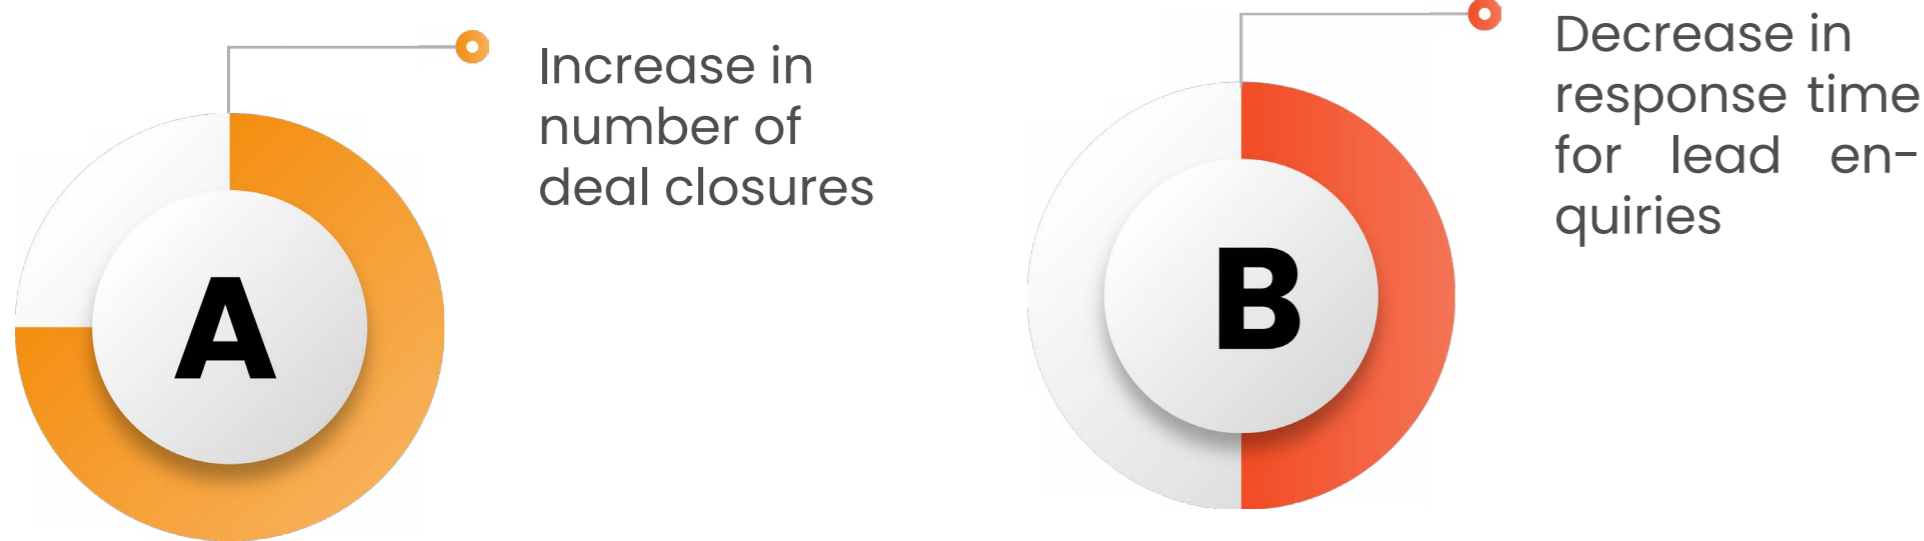 A
Increase in
number of
deal closures
B
Decrease in
response time
for lead en-
quiries